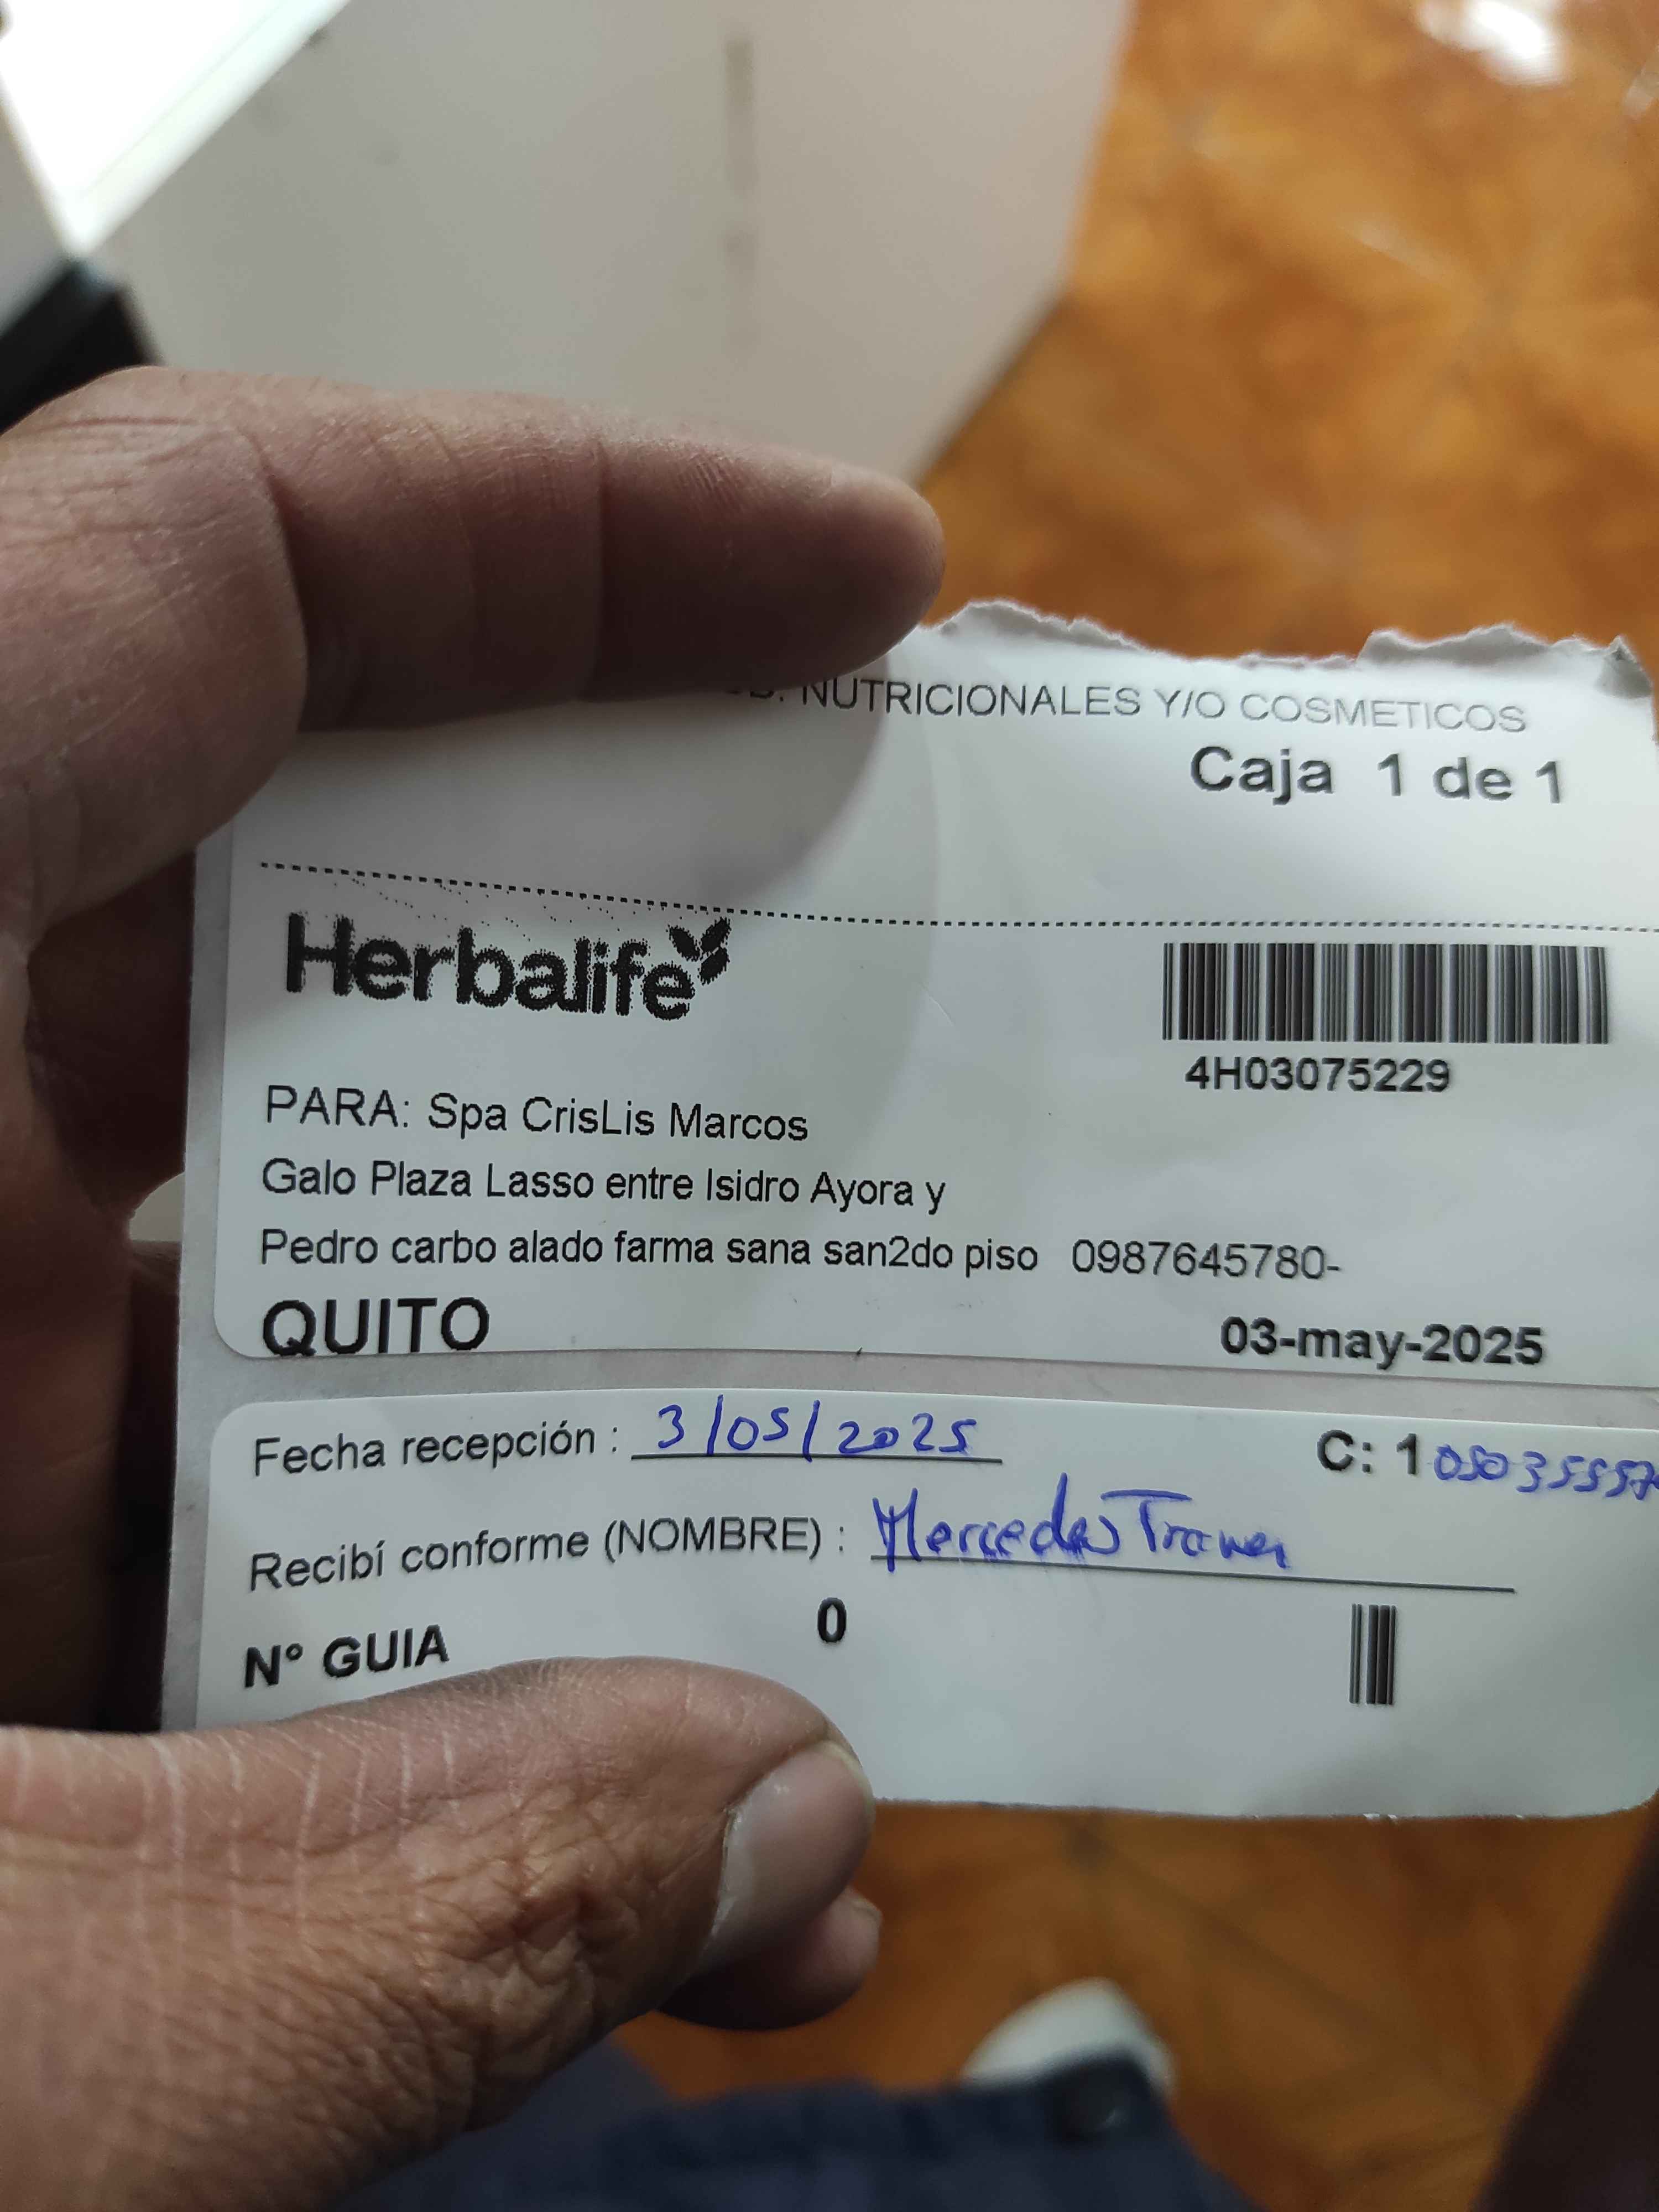 NUTRICIONALES Y/O COSMETICOS
Caja 1 de 1
Herbalife
4H03075229
PARA: Spa CrisLis Marcos
Galo Plaza Lasso entre Isidro Ayora y
Pedro carbo alado farma sana san2do piso 0987645780-
QUITO
03-may-2025
Fecha recepción : 3/05/2025
C: 1
Recibí conforme (NOMBRE) : Mercedes
N° GUIA 0